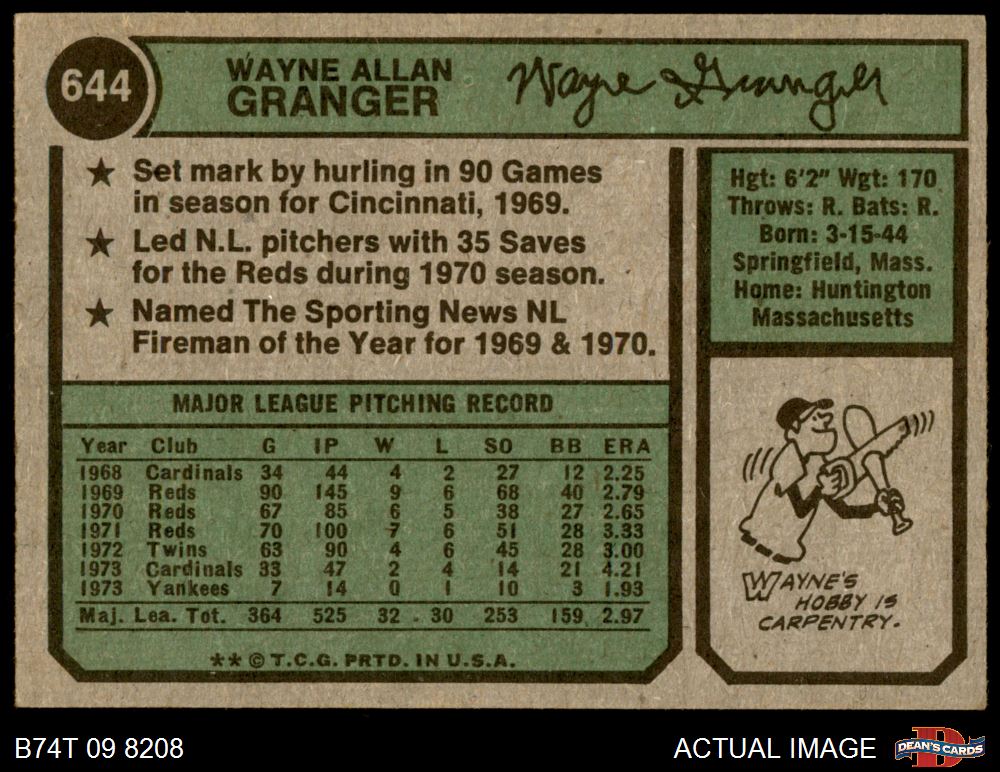 644
WAYNE ALLAN
GRANGER
Wayne Granger
★ Set mark by hurling in 90 Games
in season for Cincinnati, 1969.
★ Led N.L. pitchers with 35 Saves
for the Reds during 1970 season.
★ Named The Sporting News NL
Fireman of the Year for 1969 & 1970.
Hgt: 6'2" Wgt: 170
Throws: R. Bats: R.
Born: 3-15-44
Springfield, Mass.
Home: Huntington
Massachusetts
MAJOR LEAGUE PITCHING RECORD
Year Club G IP W L SO BB ERA
1968 Cardinals 34 44 4 2 27 12 2.25
1969 Reds 90 145 9 6 68 40 2.79
1970 Reds 67 85 6 5 38 27 2.65
1971 Reds 70 100 7 6 51 28 3.33
1972 Twins 63 90 4 6 45 28 3.00
1973 Cardinals 33 47 2 4 14 21 4.21
1973 Yankees 7 14 0 1 10 3 1.93
Maj. Lea. Tot. 364 525 32 30 253 159 2.97
** © T.C.G. PRTD. IN U.S.A.
WAYNE'S
HOBBY IS
CARPENTRY.
B74T 09 8208
ACTUAL IMAGE
DEAN'S CARDS